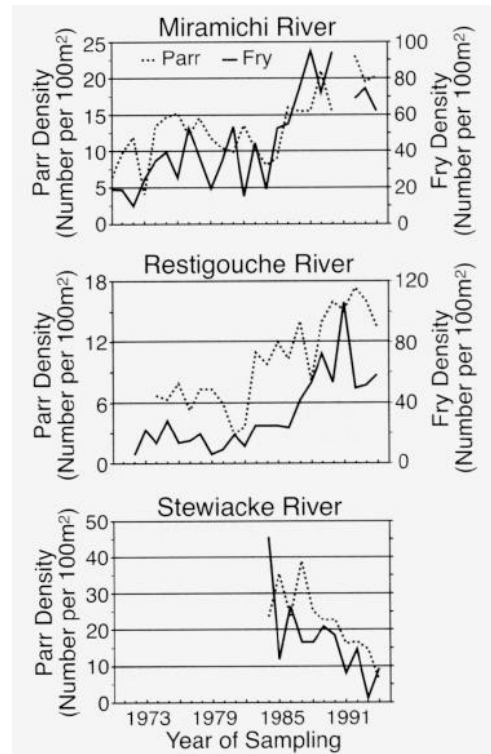 Miramichi River
Parr Density
(Number per 100m²)
25
20
15
10
5
0
Parr
Fry
100
80
60
40
20
0
Fry Density
(Number per 100m²)
Restigouche River
Parr Density
(Number per 100m²)
18
12
9
6
3
0
120
80
40
0
Fry Density
(Number per 100m²)
Stewiacke River
Parr Density
(Number per 100m²)
50
40
30
20
10
0
1973 1979 1985 1991
Year of Sampling